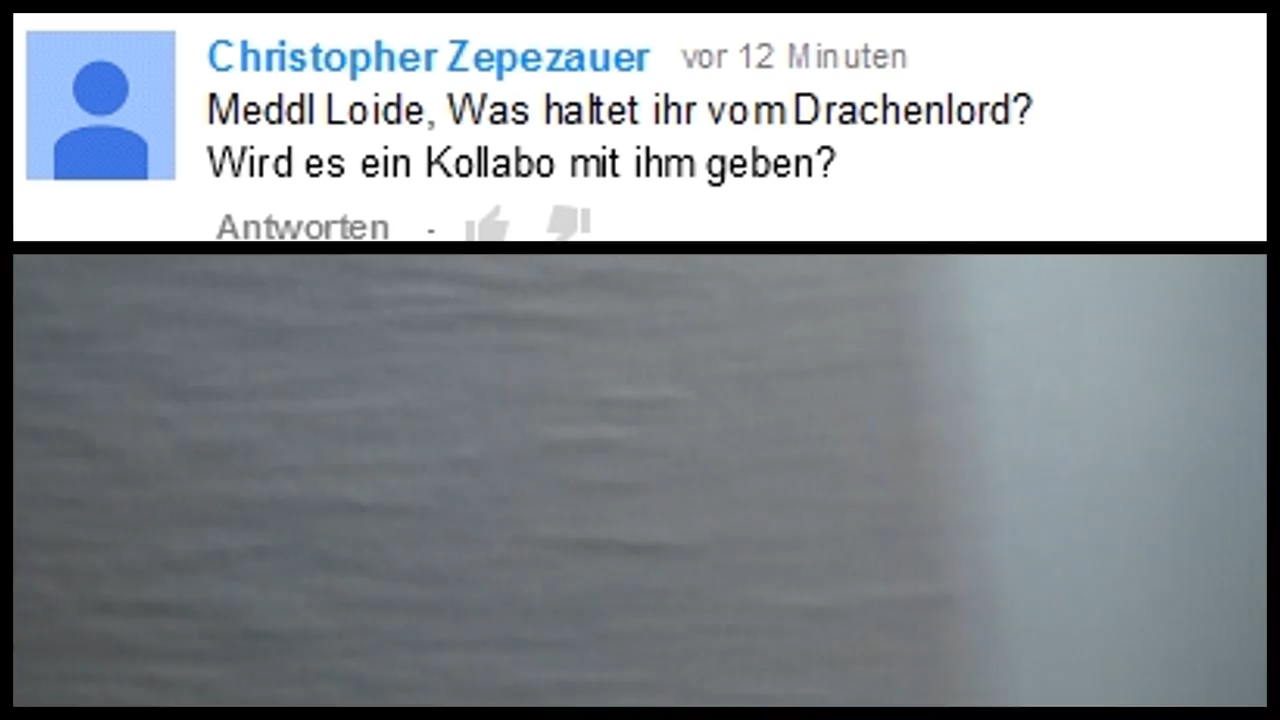 Christopher Zepezauer vor 12 Minuten
Meddl Loide, Was haltet ihr vom Drachenlord?
Wird es ein Kollabo mit ihm geben?
Antworten ·